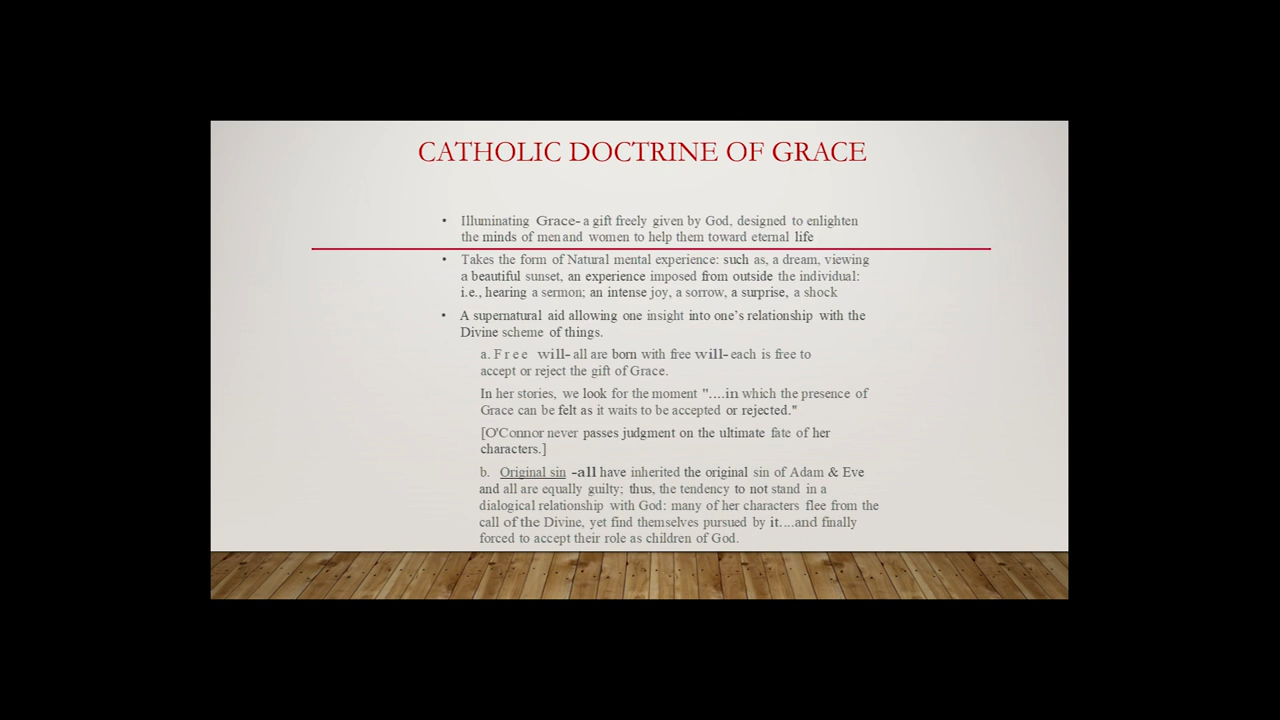 CATHOLIC DOCTRINE OF GRACE
• Illuminating Grace- a gift freely given by God, designed to enlighten
the minds of men and women to help them toward eternal life
• Takes the form of Natural mental experience: such as, a dream, viewing
a beautiful sunset, an experience imposed from outside the individual:
i.e., hearing a sermon; an intense joy, a sorrow, a surprise, a shock
• A supernatural aid allowing one insight into one's relationship with the
Divine scheme of things.
a. Free will- all are born with free will- each is free to
accept or reject the gift of Grace.
In her stories, we look for the moment "....in which the presence of
Grace can be felt as it waits to be accepted or rejected."
[O'Connor never passes judgment on the ultimate fate of her
characters.]
b. Original sin -all have inherited the original sin of Adam & Eve
and all are equally guilty; thus, the tendency to not stand in a
dialogical relationship with God: many of her characters flee from the
call of the Divine, yet find themselves pursued by it....and finally
forced to accept their role as children of God.